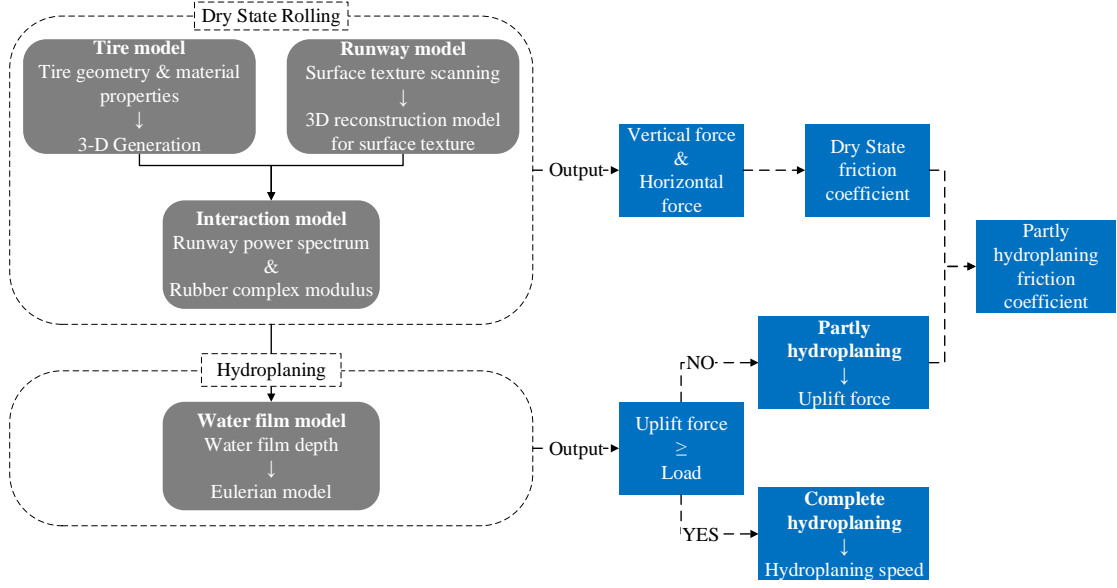 Dry State Rolling
Tire model
Tire geometry & material
properties
↓
3-D Generation
Runway model
Surface texture scanning
↓
3D reconstruction model
for surface texture
Interaction model
Runway power spectrum
&
Rubber complex modulus
Output
Vertical force
&
Horizontal
force
Dry State
friction
coefficient
Partly
hydroplaning
friction
coefficient
Hydroplaning
Water film model
Water film depth
↓
Eulerian model
Output
Uplift force
≥
Load
NO
Partly
hydroplaning
↓
Uplift force
YES
Complete
hydroplaning
↓
Hydroplaning speed